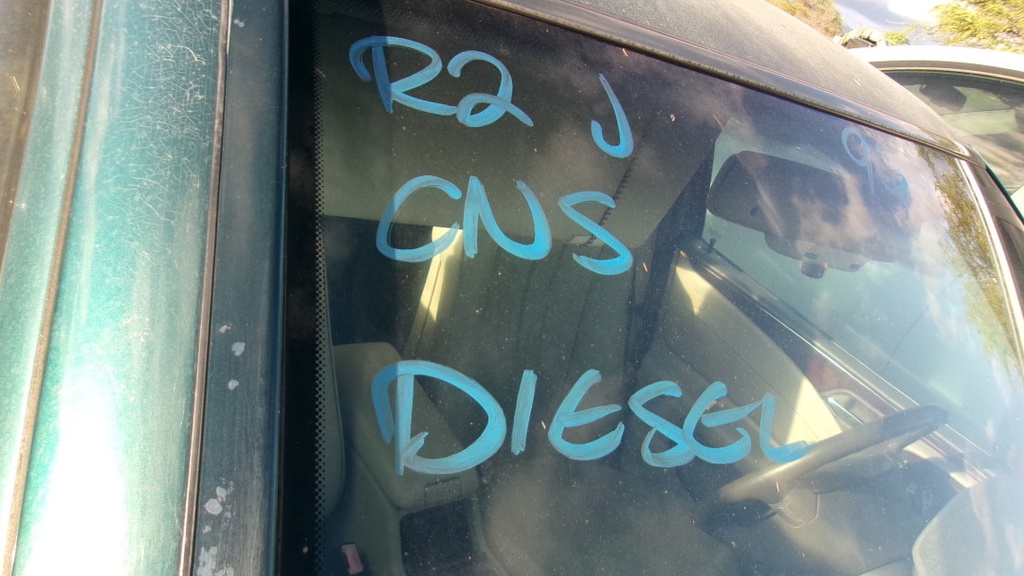 R2 J
CNS
DIESEL